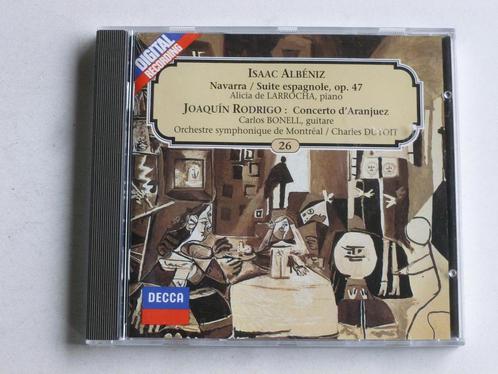 DIGITAL
RECORDING
ISAAC ALBÉNIZ
Navarra / Suite espagnole, op. 47
Alicia de LARROCHA, piano
JOAQUÍN RODRIGO : Concerto d'Aranjuez
Carlos BONELL, guitare
Orchestre symphonique de Montréal / Charles DUTOIT
26
DECCA